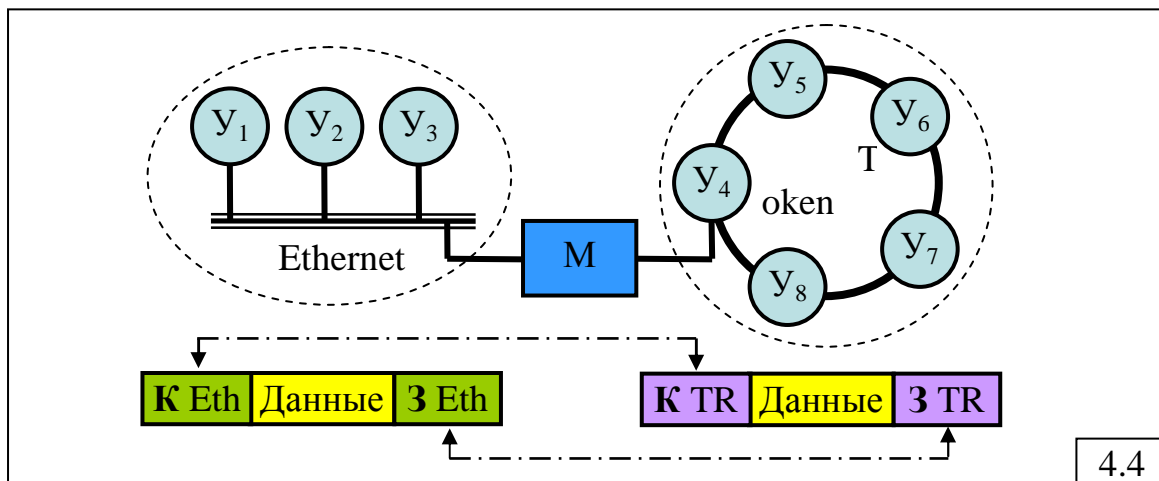 У1 У2 У3
Ethernet
М
У4 У5 У6 У7 У8
T
oken
К Eth Данные З Eth
К TR Данные З TR
4.4